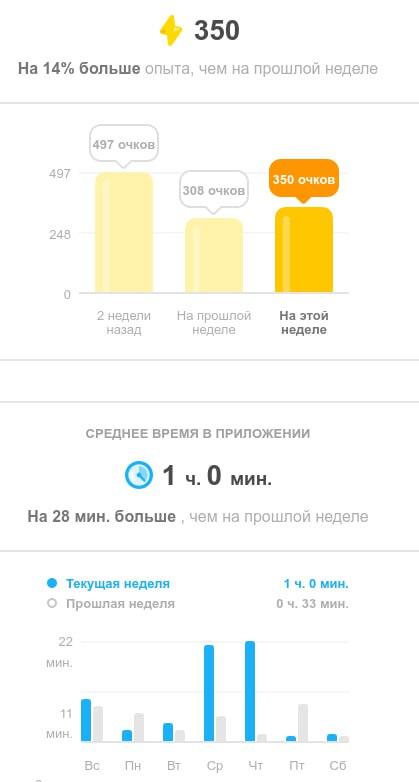 350
На 14% больше опыта, чем на прошлой неделе
497 очков
308 очков
350 очков
497
248
0
2 недели назад
На прошлой неделе
На этой неделе
СРЕДНЕЕ ВРЕМЯ В ПРИЛОЖЕНИИ
1 ч. 0 мин.
На 28 мин. больше , чем на прошлой неделе
Текущая неделя 1 ч. 0 мин.
Прошлая неделя 0 ч. 33 мин.
22 мин.
11 мин.
Вс Пн Вт Ср Чт Пт Сб